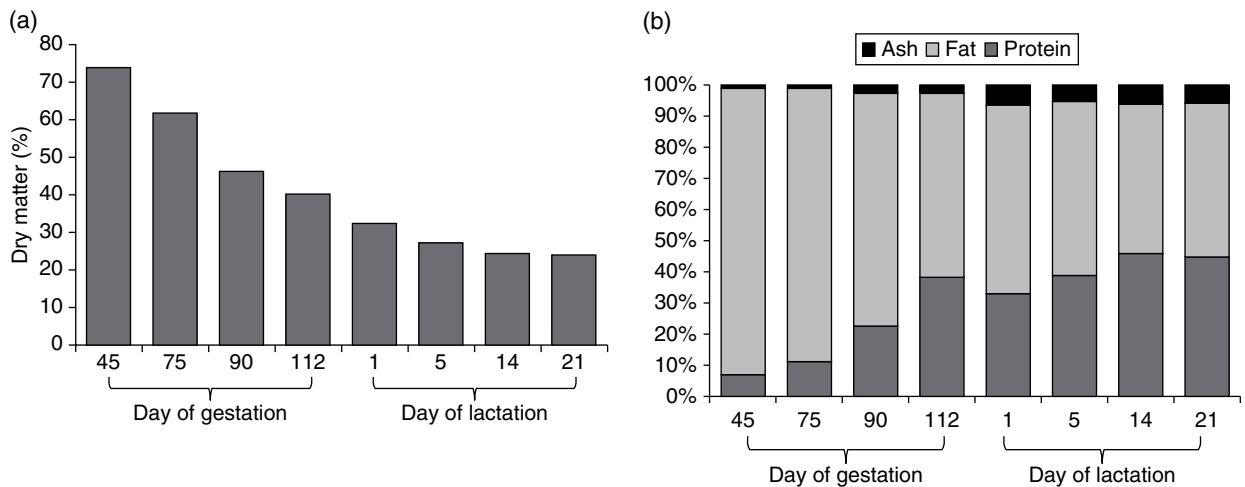 (a)
80
70
60
50
40
30
20
10
0
Dry matter (%)
45 75 90 112 1 5 14 21
Day of gestation Day of lactation
(b)
Ash Fat Protein
100%
90%
80%
70%
60%
50%
40%
30%
20%
10%
0%
45 75 90 112 1 5 14 21
Day of gestation Day of lactation